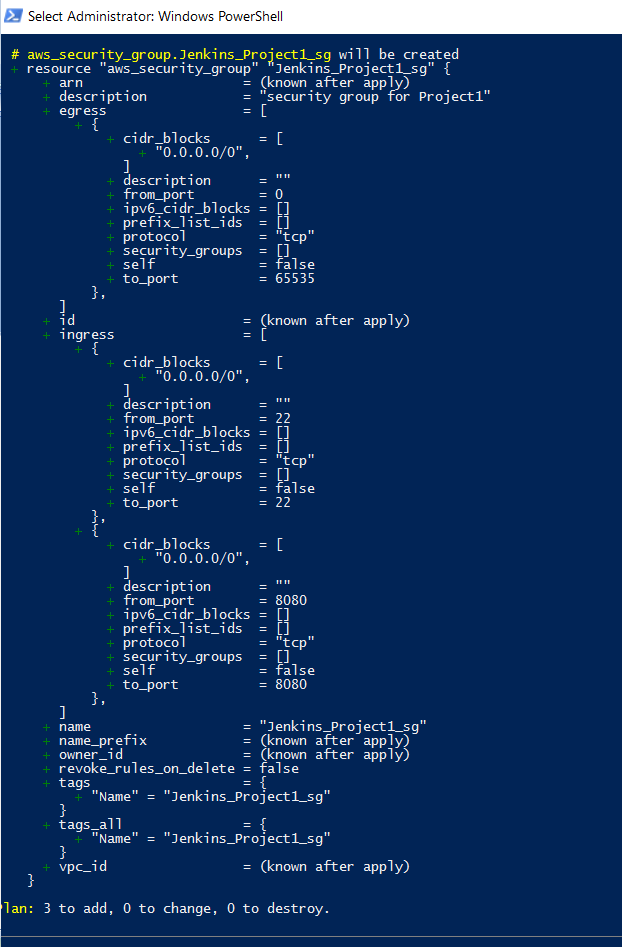 Select Administrator: Windows PowerShell
# aws_security_group.Jenkins_Project1_sg will be created
+ resource "aws_security_group" "Jenkins_Project1_sg" {
+ arn = (known after apply)
+ description = "security group for Project1"
+ egress = [
+ {
+ cidr_blocks = [
+ "0.0.0.0/0",
]
+ description = ""
+ from_port = 0
+ ipv6_cidr_blocks = []
+ prefix_list_ids = []
+ protocol = "tcp"
+ security_groups = []
+ self = false
+ to_port = 65535
},
]
+ id = (known after apply)
+ ingress = [
+ {
+ cidr_blocks = [
+ "0.0.0.0/0",
]
+ description = ""
+ from_port = 22
+ ipv6_cidr_blocks = []
+ prefix_list_ids = []
+ protocol = "tcp"
+ security_groups = []
+ self = false
+ to_port = 22
},
+ {
+ cidr_blocks = [
+ "0.0.0.0/0",
]
+ description = ""
+ from_port = 8080
+ ipv6_cidr_blocks = []
+ prefix_list_ids = []
+ protocol = "tcp"
+ security_groups = []
+ self = false
+ to_port = 8080
},
]
+ name = "Jenkins_Project1_sg"
+ name_prefix = (known after apply)
+ owner_id = (known after apply)
+ revoke_rules_on_delete = false
+ tags = {
+ "Name" = "Jenkins_Project1_sg"
}
+ tags_all = {
+ "Name" = "Jenkins_Project1_sg"
}
+ vpc_id = (known after apply)
}
Plan: 3 to add, 0 to change, 0 to destroy.